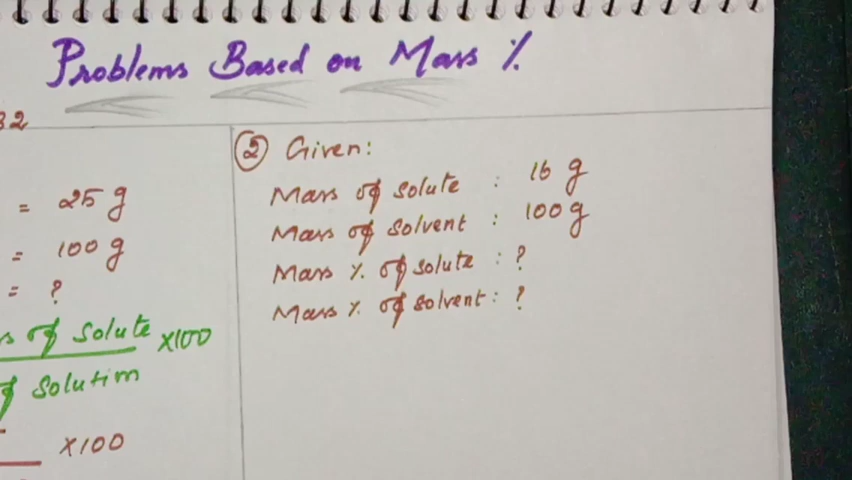 Problems Based on Mass %
32
= 25 g
= 100 g
= ?
s of solute ×100
of solution
×100
② Given:
Mass of solute : 16 g
Mass of solvent : 100 g
Mass % of solute : ?
Mass % of solvent : ?